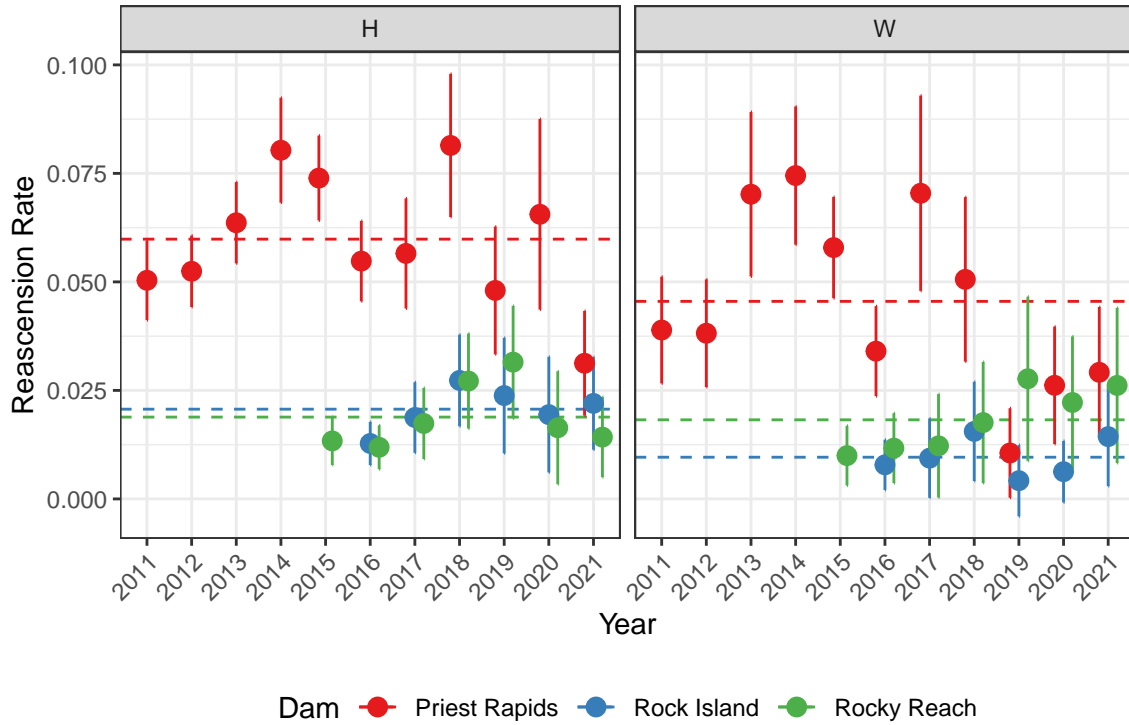 H W
Reascension Rate
0.100
0.075
0.050
0.025
0.000
2011 2012 2013 2014 2015 2016 2017 2018 2019 2020 2021 2011 2012 2013 2014 2015 2016 2017 2018 2019 2020 2021
Year
Dam Priest Rapids Rock Island Rocky Reach